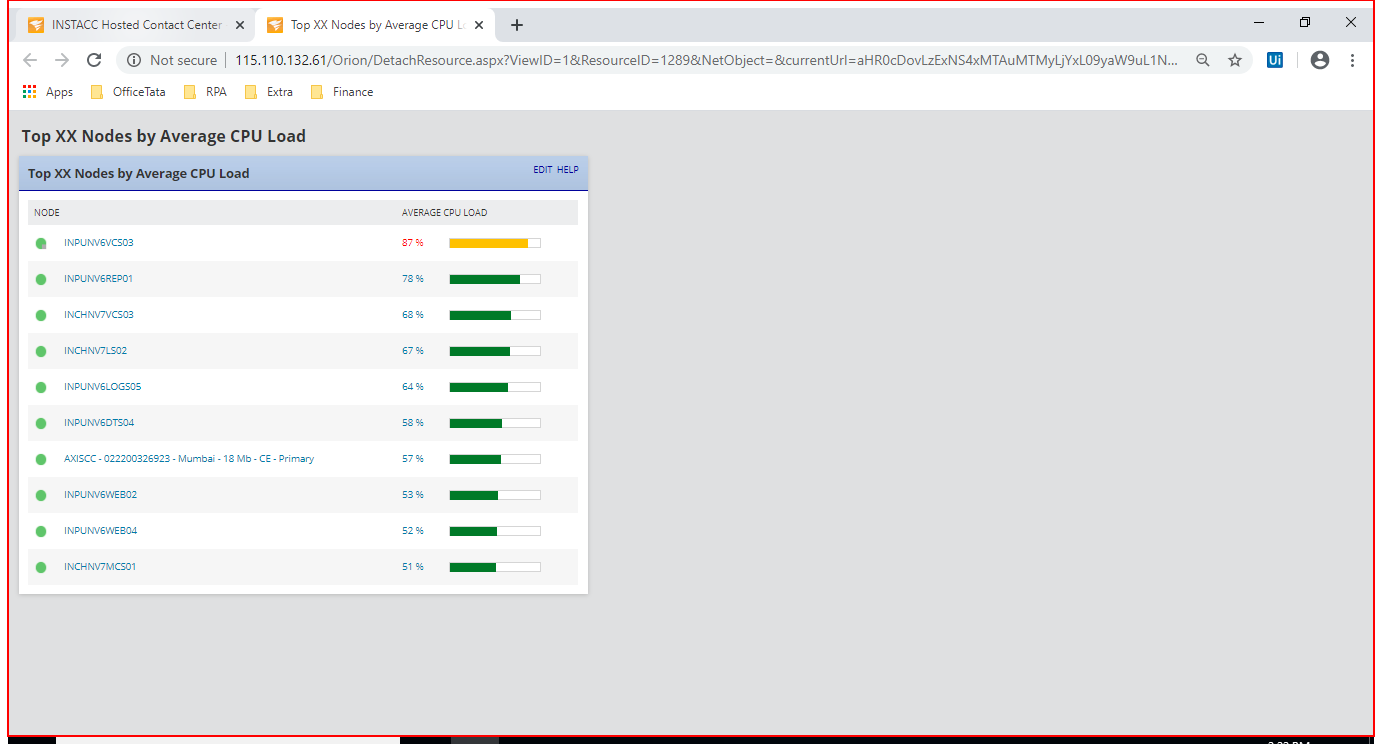 INSTACC Hosted Contact Center
Top XX Nodes by Average CPU Lo
Not secure
115.110.132.61/Orion/DetachResource.aspx?ViewID=1&ResourceID=1289&NetObject=&currentUrl=aHR0cDovLzExNS4xMTAuMTMyLjYxL09yaW9uL1N...
Ui
Apps OfficeTata RPA Extra Finance
Top XX Nodes by Average CPU Load
Top XX Nodes by Average CPU Load EDIT HELP
NODE AVERAGE CPU LOAD
INPUNV6VCS03 87 %
INPUNV6REP01 78 %
INCHNV7VCS03 68 %
INCHNV7LS02 67 %
INPUNV6LOGS05 64 %
INPUNV6DTS04 58 %
AXISCC - 022200326923 - Mumbai - 18 Mb - CE - Primary 57 %
INPUNV6WEB02 53 %
INPUNV6WEB04 52 %
INCHNV7MCS01 51 %